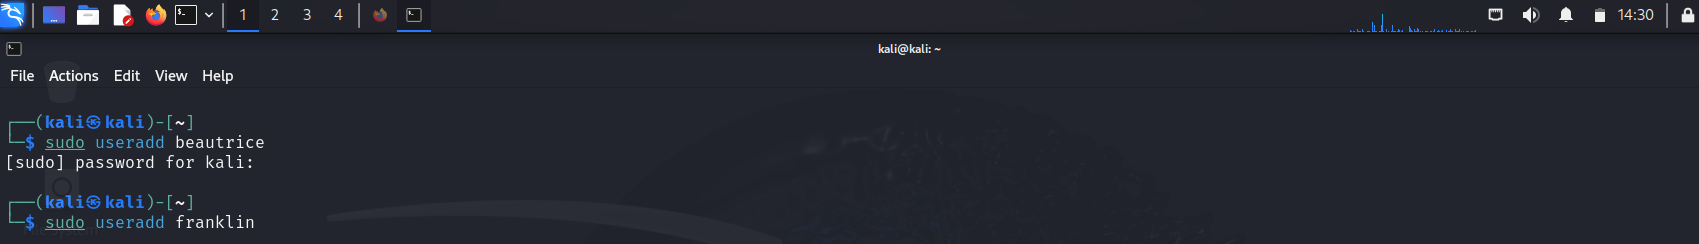 1 2 3 4 14:30
kali@kali: ~
File Actions Edit View Help
┌──(kali㉿kali)-[~]
└─$ sudo useradd beautrice
[sudo] password for kali:
┌──(kali㉿kali)-[~]
└─$ sudo useradd franklin